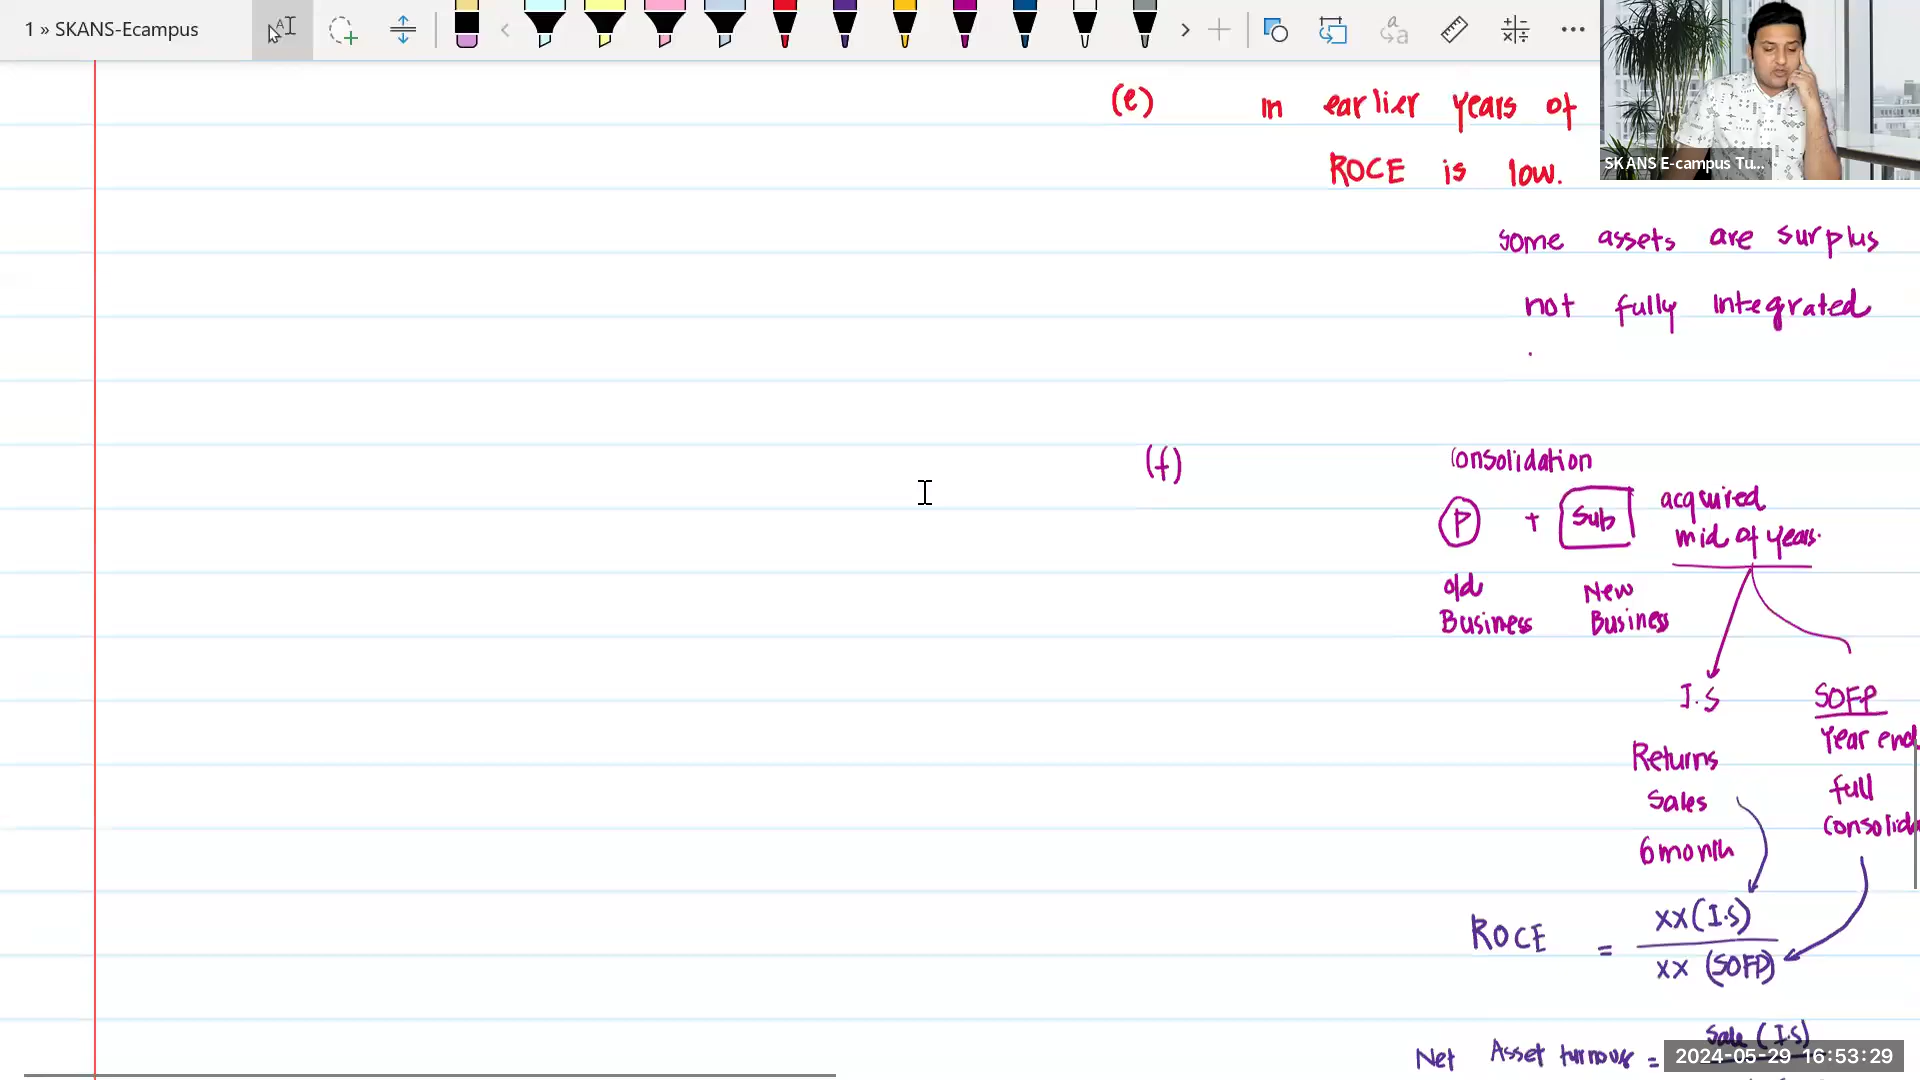 1 » SKANS-Ecampus
SKANS E-campus Tu...
(e) in earlier years of
ROCE is low.
some assets are surplus
not fully integrated
(f) Consolidation
P + Sub acquired
mid of years.
old New
Business Business
I.S SOFP
Returns Year end
Sales full
6 month
ROCE = xx (I.S)
xx (SOFP)
Sale (I.S)
Net Asset turnover =
2024-05-29 16:53:29